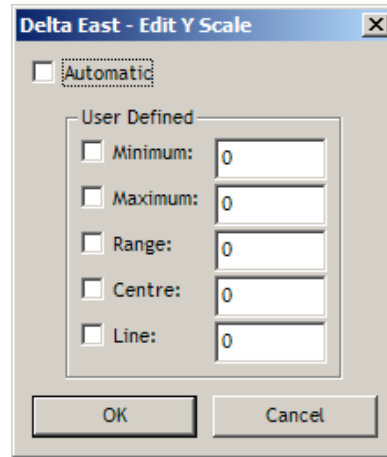 Delta East - Edit Y Scale
Automatic
User Defined
Minimum: 0
Maximum: 0
Range: 0
Centre: 0
Line: 0
OK Cancel